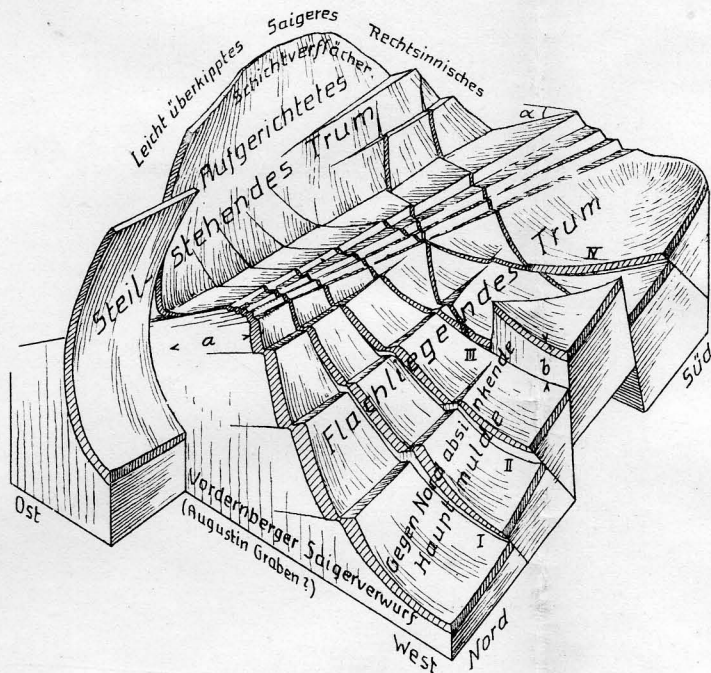 Leicht überkipptes Saigeres Rechtsinnisches
Schichtverflächen.
Aufgerichtetes
Steil-stehendes Trum
α
Flachliegendes Trum
IV
III
II
I
a
b
Gegen Nord absinkende
Hauptmulde
Vordernberger Saigerverwurf
(Augustin Graben?)
Ost
West
Nord
Süd